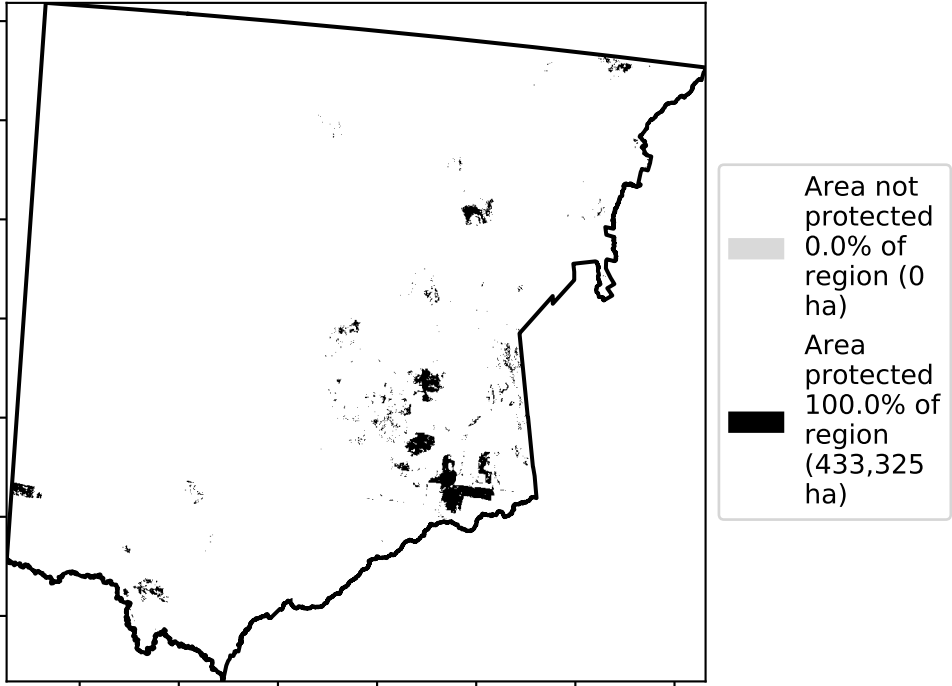 Area not
protected
0.0% of
region (0
ha)
Area
protected
100.0% of
region
(433,325
ha)